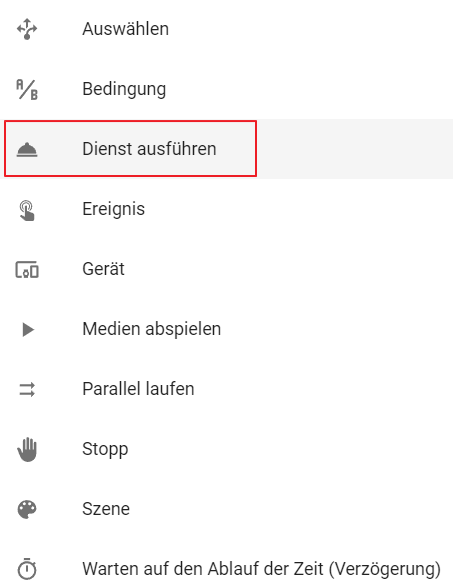 Auswählen
Bedingung
Dienst ausführen
Ereignis
Gerät
Medien abspielen
Parallel laufen
Stopp
Szene
Warten auf den Ablauf der Zeit (Verzögerung)